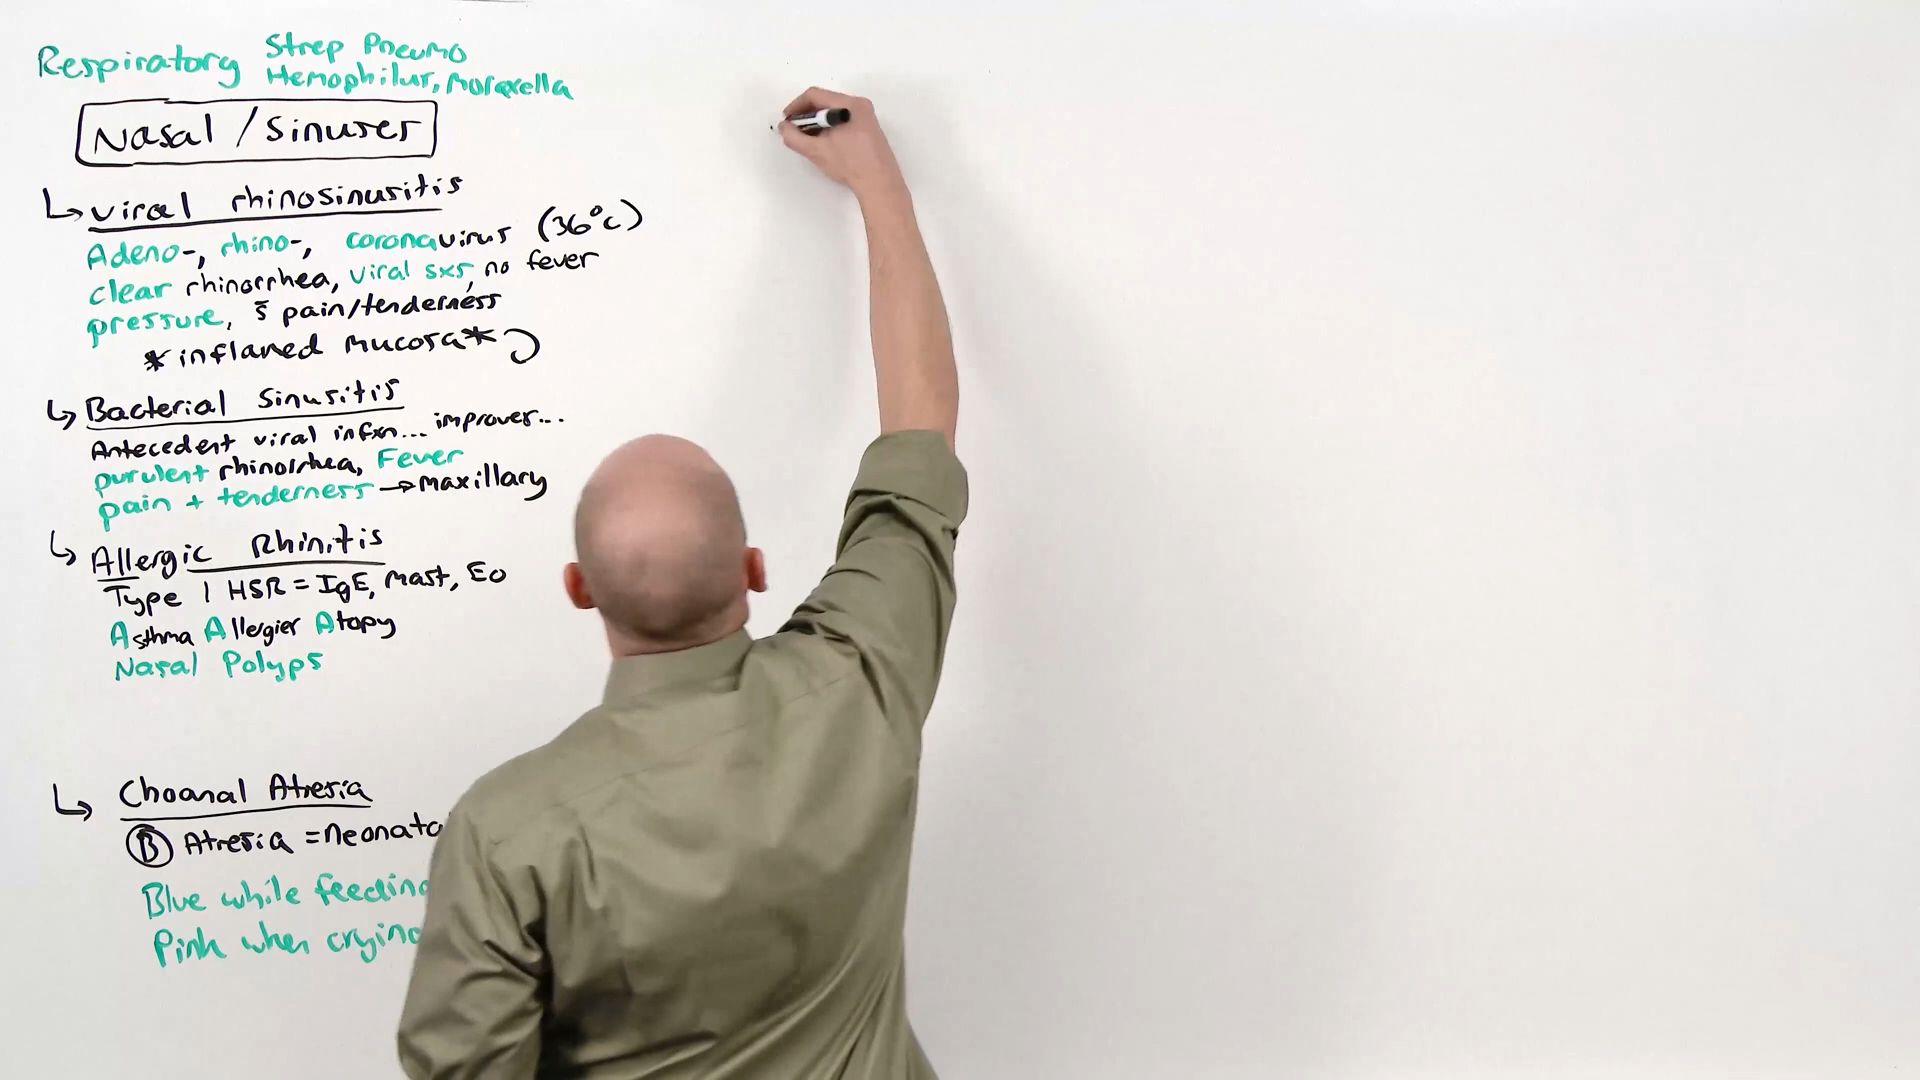 Respiratory Strep Pneumo
Hemophilus, Moraxella
Nasal / Sinuses
↳ Viral rhinosinusitis
Adeno-, rhino-, coronavirus (36°C)
clear rhinorrhea, viral sxs, no fever
pressure, s̄ pain/tenderness
*inflamed mucosa*
↳ Bacterial Sinusitis
Antecedent viral infxn... improves...
purulent rhinorrhea, Fever
pain + tenderness → maxillary
↳ Allergic Rhinitis
Type 1 HSR = IgE, mast, Eo
Asthma Allergies Atopy
Nasal Polyps
↳ Choanal Atresia
Ⓑ Atresia = neonata
Blue while feeding
Pink when crying